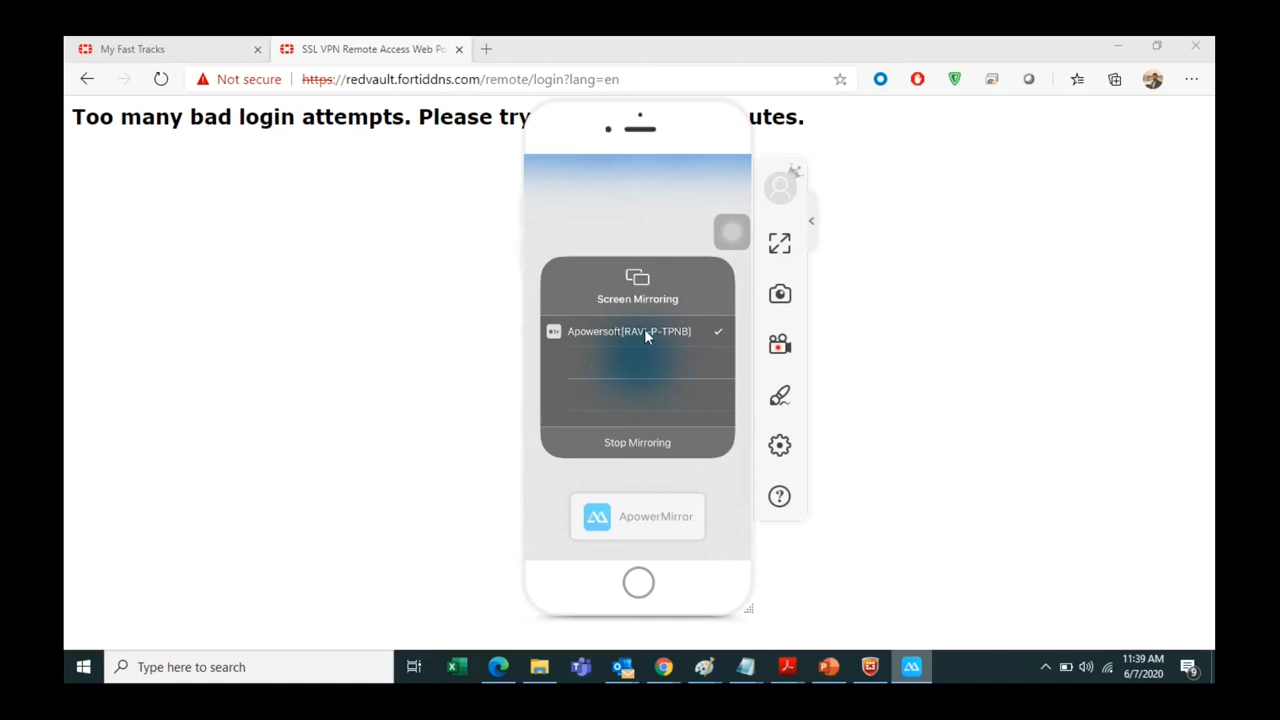 My Fast Tracks
SSL VPN Remote Access Web Po
Not secure
https://redvault.fortiddns.com/remote/login?lang=en
Too many bad login attempts. Please try utes.
Screen Mirroring
Apowersoft[RAVI-P-TPNB]
Stop Mirroring
ApowerMirror
Type here to search
11:39 AM
6/7/2020
9